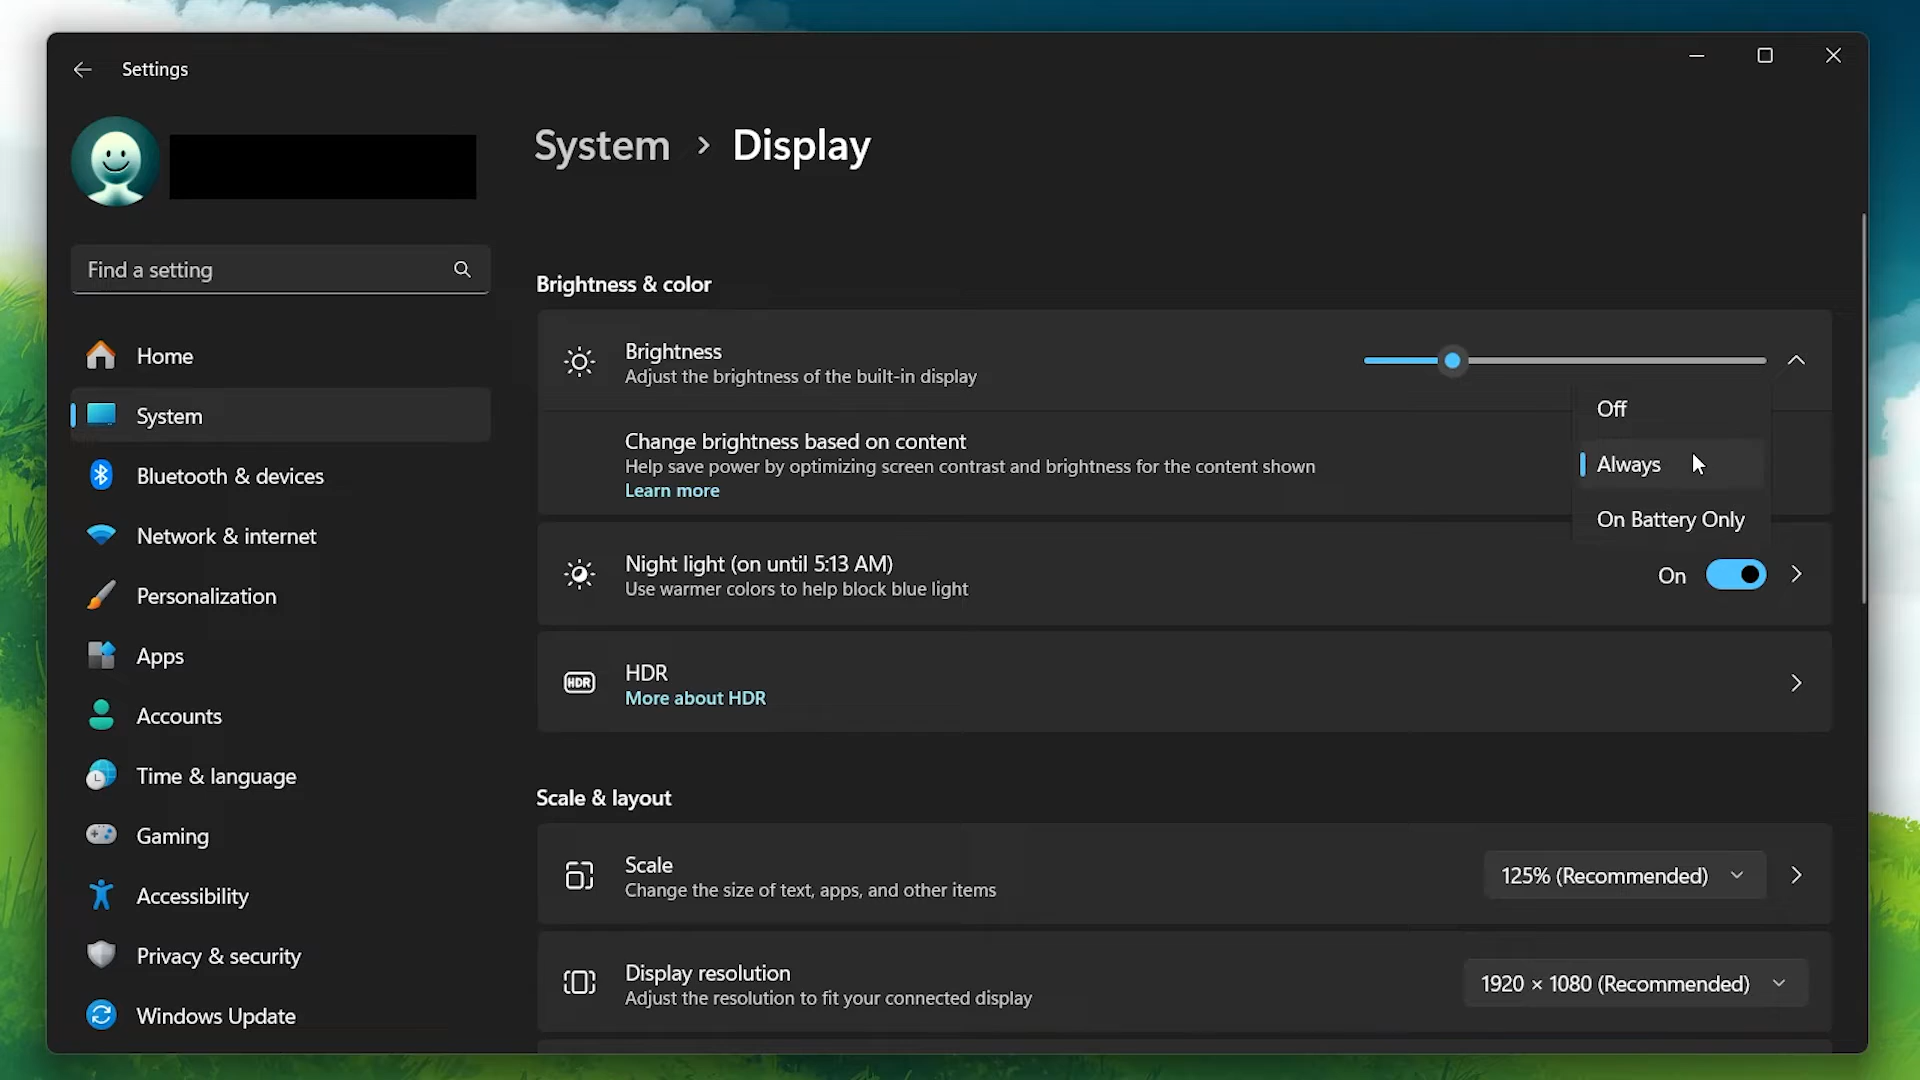 Settings
System > Display
Find a setting
Home
System
Bluetooth & devices
Network & internet
Personalization
Apps
Accounts
Time & language
Gaming
Accessibility
Privacy & security
Windows Update
Brightness & color
Brightness
Adjust the brightness of the built-in display
Change brightness based on content
Help save power by optimizing screen contrast and brightness for the content shown
Learn more
Off
Always
On Battery Only
Night light (on until 5:13 AM)
Use warmer colors to help block blue light
On
HDR
HDR
More about HDR
Scale & layout
Scale
Change the size of text, apps, and other items
125% (Recommended)
Display resolution
Adjust the resolution to fit your connected display
1920 × 1080 (Recommended)